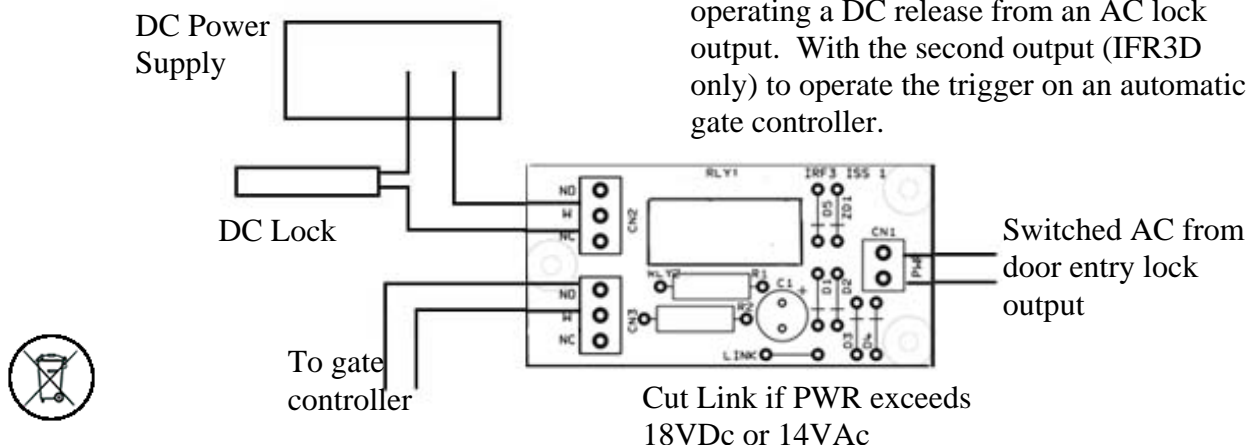 operating a DC release from an AC lock
output. With the second output (IFR3D
only) to operate the trigger on an automatic
gate controller.
DC Power
Supply
DC Lock
To gate
controller
RLY1
IRF3 ISS 1
NO
W
NC
CN2
D5
ZD1
CN1
PWR
RLY2
R1
C1
+
D1
D2
NO
W
NC
CN3
R2
D3
D4
LINK
Switched AC from
door entry lock
output
Cut Link if PWR exceeds
18VDc or 14VAc